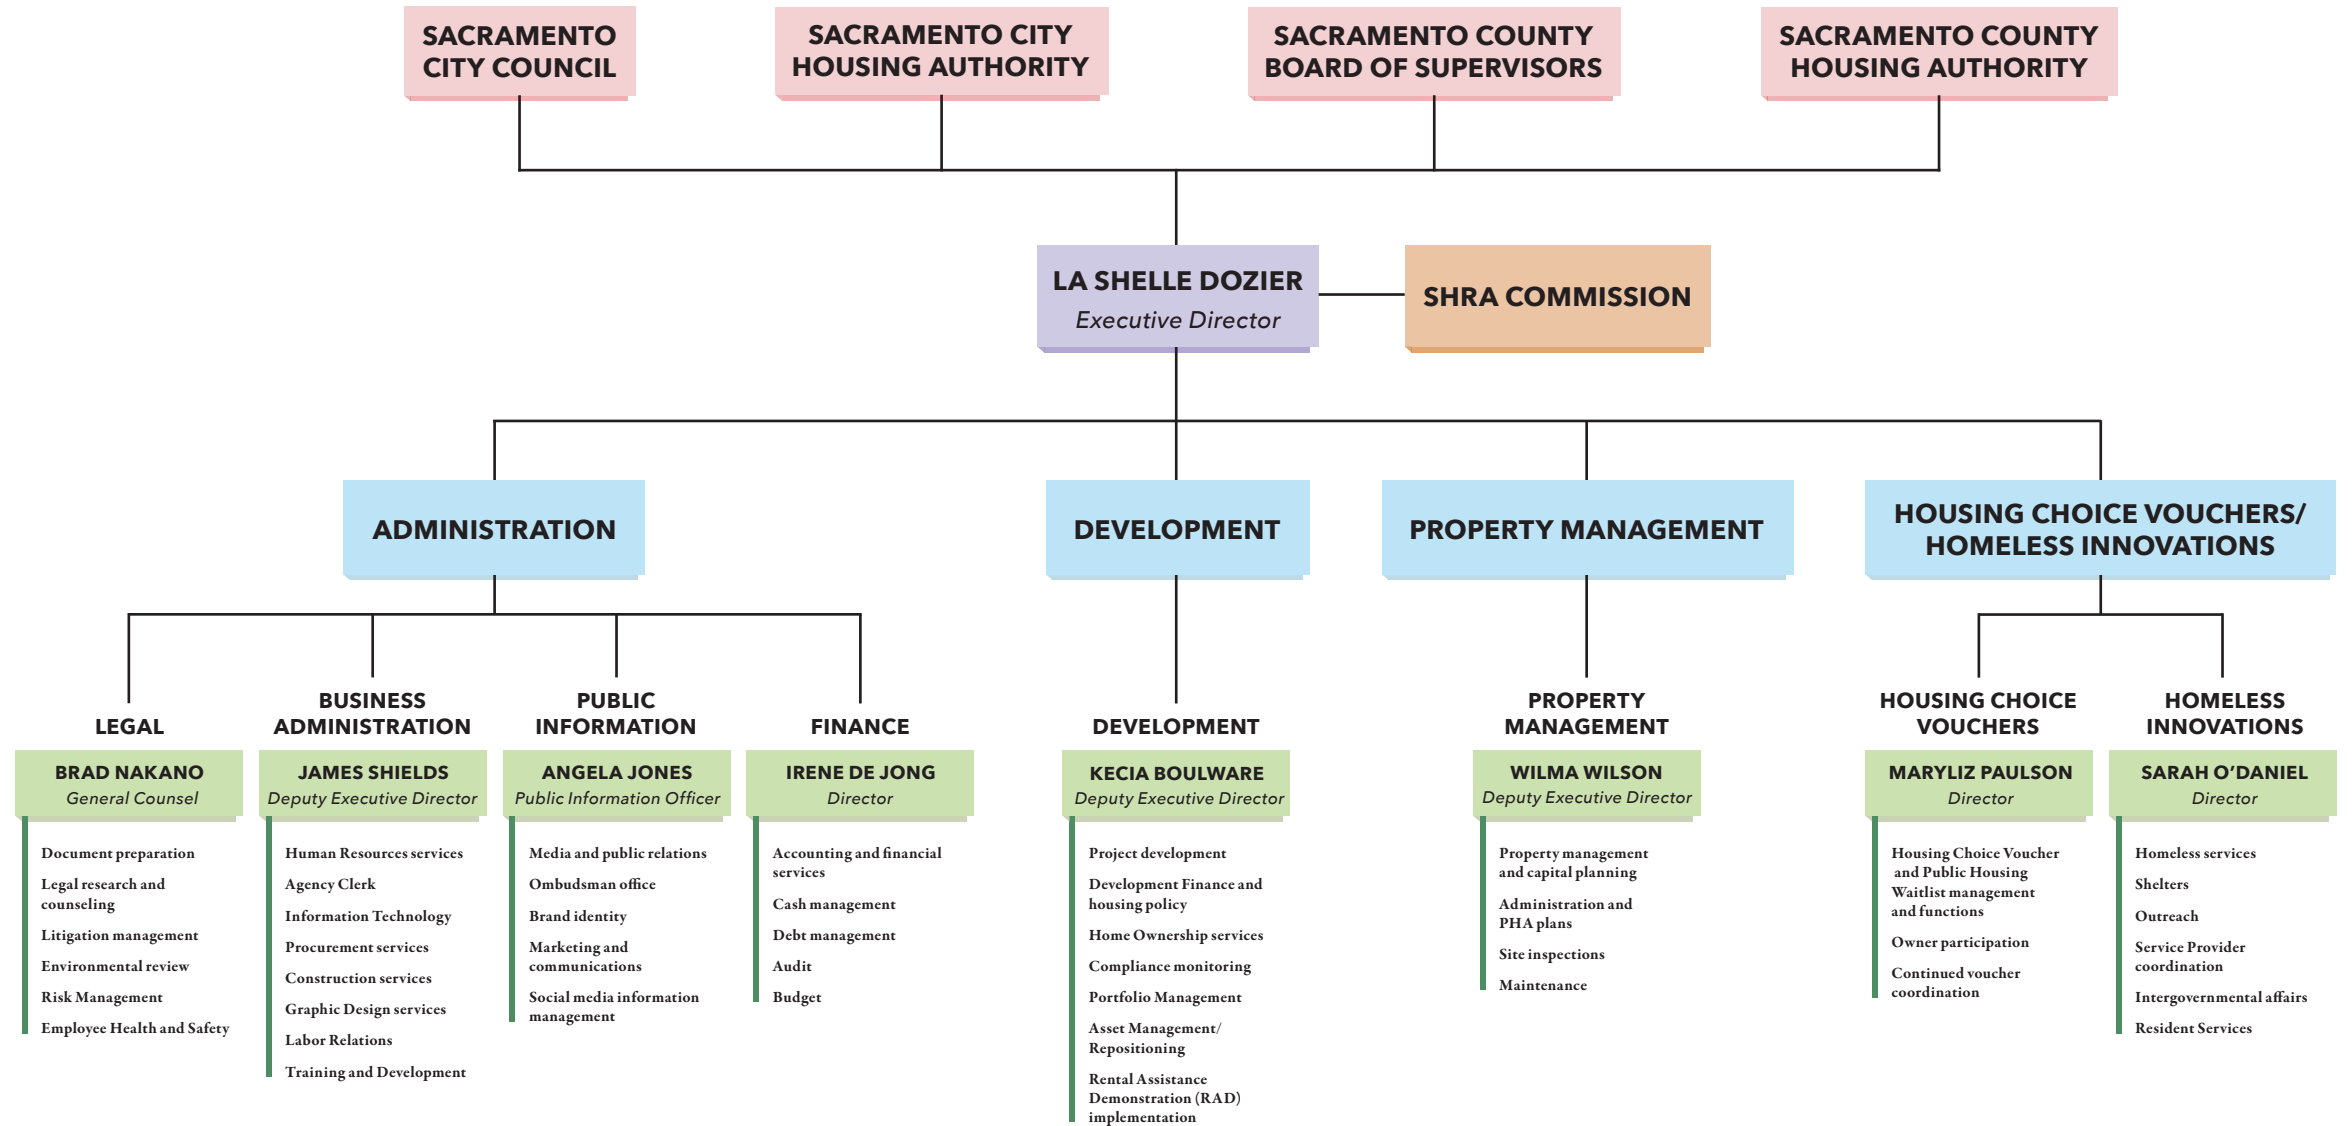 SACRAMENTO
CITY COUNCIL
SACRAMENTO CITY
HOUSING AUTHORITY
SACRAMENTO COUNTY
BOARD OF SUPERVISORS
SACRAMENTO COUNTY
HOUSING AUTHORITY
LA SHELLE DOZIER
Executive Director
SHRA COMMISSION
ADMINISTRATION
DEVELOPMENT
PROPERTY MANAGEMENT
HOUSING CHOICE VOUCHERS/
HOMELESS INNOVATIONS
LEGAL
BRAD NAKANO
General Counsel
Document preparation
Legal research and
counseling
Litigation management
Environmental review
Risk Management
Employee Health and Safety
BUSINESS
ADMINISTRATION
JAMES SHIELDS
Deputy Executive Director
Human Resources services
Agency Clerk
Information Technology
Procurement services
Construction services
Graphic Design services
Labor Relations
Training and Development
PUBLIC
INFORMATION
ANGELA JONES
Public Information Officer
Media and public relations
Ombudsman office
Brand identity
Marketing and
communications
Social media information
management
FINANCE
IRENE DE JONG
Director
Accounting and financial
services
Cash management
Debt management
Audit
Budget
DEVELOPMENT
KECIA BOULWARE
Deputy Executive Director
Project development
Development Finance and
housing policy
Home Ownership services
Compliance monitoring
Portfolio Management
Asset Management/
Repositioning
Rental Assistance
Demonstration (RAD)
implementation
PROPERTY
MANAGEMENT
WILMA WILSON
Deputy Executive Director
Property management
and capital planning
Administration and
PHA plans
Site inspections
Maintenance
HOUSING CHOICE
VOUCHERS
MARYLIZ PAULSON
Director
Housing Choice Voucher
and Public Housing
Waitlist management
and functions
Owner participation
Continued voucher
coordination
HOMELESS
INNOVATIONS
SARAH O’DANIEL
Director
Homeless services
Shelters
Outreach
Service Provider
coordination
Intergovernmental affairs
Resident Services